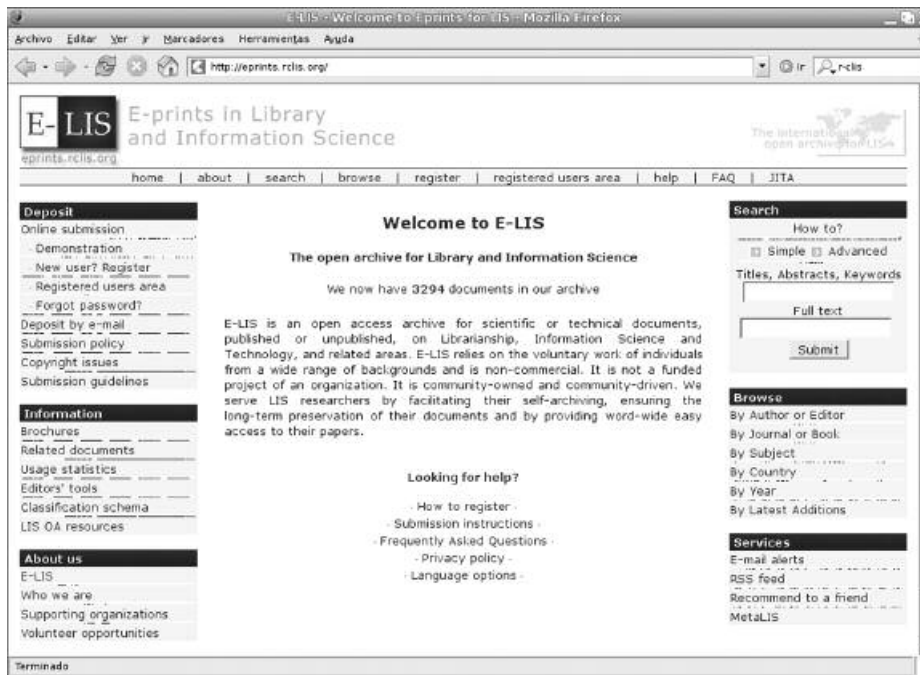 E-LIS - Welcome to Eprints for LIS - Mozilla Firefox
Archivo Editar Ver Ir Marcadores Herramientas Ayuda
http://eprints.rclis.org/ Ir r-clis
E-LIS
E-prints in Library
and Information Science
eprints.rclis.org
The international
open archive for LIS
home | about | search | browse | register | registered users area | help | FAQ | JITA
Deposit
Online submission
- Demonstration
- New user? Register
- Registered users area
- Forgot password?
Deposit by e-mail
Submission policy
Copyright issues
Submission guidelines
Information
Brochures
Related documents
Usage statistics
Editors' tools
Classification schema
LIS OA resources
About us
E-LIS
Who we are
Supporting organizations
Volunteer opportunities
Welcome to E-LIS
The open archive for Library and Information Science
We now have 3294 documents in our archive
E-LIS is an open access archive for scientific or technical documents,
published or unpublished, on Librarianship, Information Science and
Technology, and related areas. E-LIS relies on the voluntary work of individuals
from a wide range of backgrounds and is non-commercial. It is not a funded
project of an organization. It is community-owned and community-driven. We
serve LIS researchers by facilitating their self-archiving, ensuring the
long-term preservation of their documents and by providing word-wide easy
access to their papers.
Looking for help?
- How to register -
- Submission instructions -
- Frequently Asked Questions -
- Privacy policy -
- Language options -
Search
How to?
Simple Advanced
Titles, Abstracts, Keywords
Full text
Submit
Browse
By Author or Editor
By Journal or Book
By Subject
By Country
By Year
By Latest Additions
Services
E-mail alerts
RSS feed
Recommend to a friend
MetaLIS
Terminado